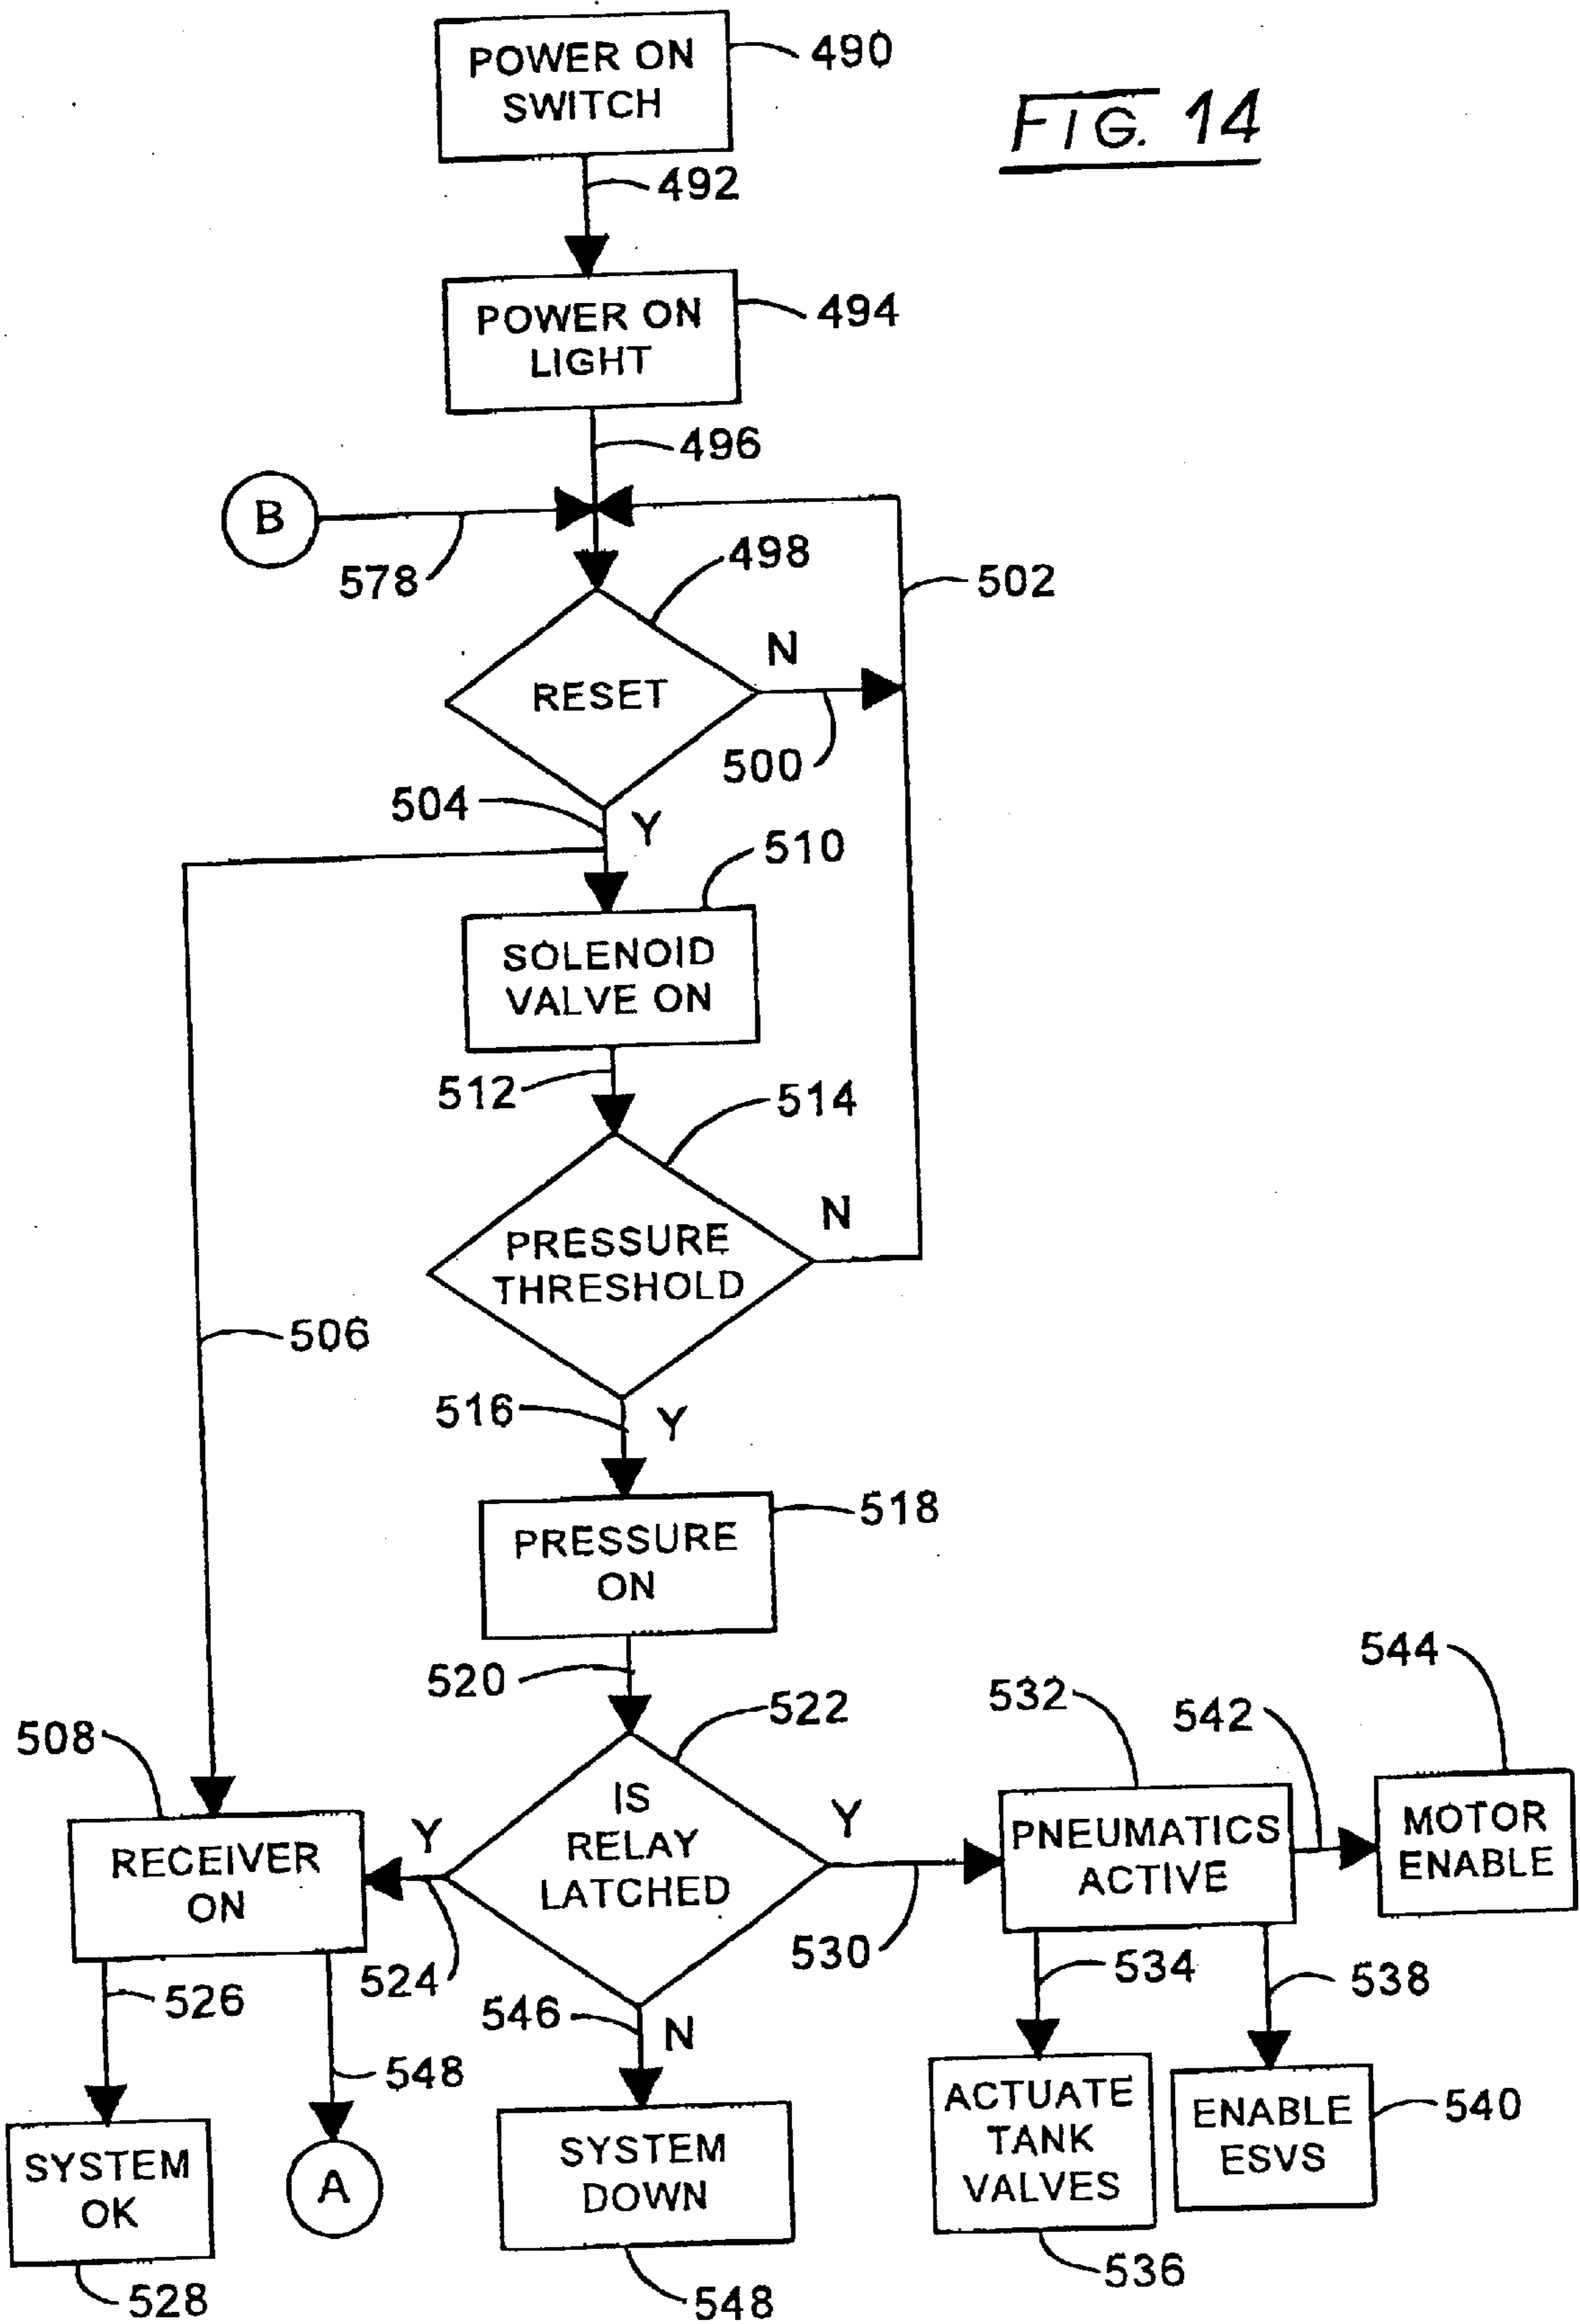 POWER ON
SWITCH
490
FIG. 14
492
POWER ON
LIGHT
494
496
B
578
498
502
RESET
N
500
504
Y
510
SOLENOID
VALVE ON
512
514
PRESSURE
THRESHOLD
N
506
516
Y
PRESSURE
ON
518
520
522
508
RECEIVER
ON
Y
524
IS
RELAY
LATCHED
Y
530
532
PNEUMATICS
ACTIVE
542
544
MOTOR
ENABLE
526
548
546
N
534
538
SYSTEM
OK
528
A
SYSTEM
DOWN
548
ACTUATE
TANK
VALVES
536
ENABLE
ESVS
540